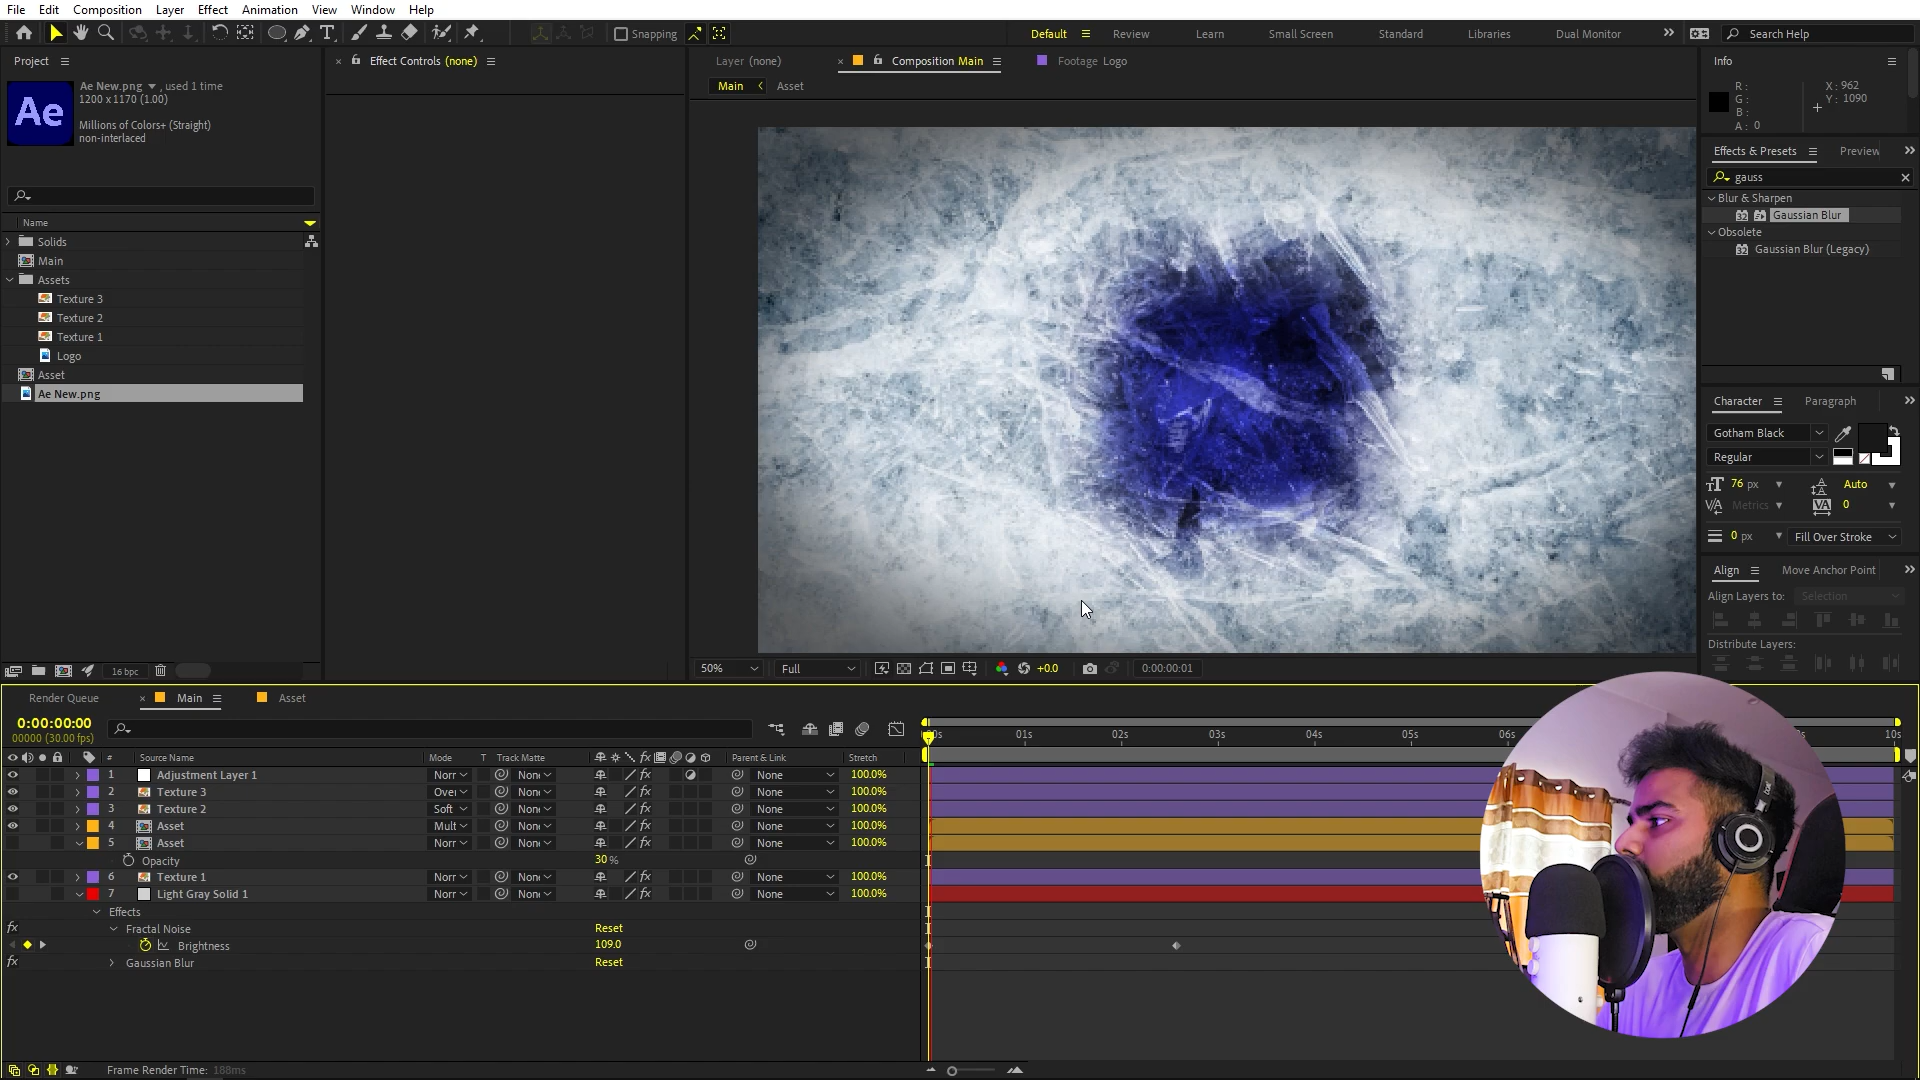 File Edit Composition Layer Effect Animation View Window Help
Snapping Default Review Learn Small Screen Standard Libraries Dual Monitor Search Help
Project
Ae New.png , used 1 time
1200 x 1170 (1.00)
Ae
Millions of Colors+ (Straight)
non-interlaced
Name
Solids
Main
Assets
Texture 3
Texture 2
Texture 1
Logo
Asset
Ae New.png
16 bpc
Effect Controls (none)
Layer (none) Composition Main Footage Logo
Main Asset
50% Full +0.0 0:00:00:01
Info
R :
G :
B :
A : 0
X : 962
Y : 1090
Effects & Presets Preview
gauss
Blur & Sharpen
32 Gaussian Blur
Obsolete
32 Gaussian Blur (Legacy)
Character Paragraph
Gotham Black
Regular
76 px Auto
Metrics 0
0 px Fill Over Stroke
Align Move Anchor Point
Align Layers to: Selection
Distribute Layers:
Render Queue Main Asset
0:00:00:00
00000 (30.00 fps)
01s 02s 03s 04s 05s 10s
# Source Name Mode T Track Matte Parent & Link Stretch
1 Adjustment Layer 1 Norr None None 100.0%
2 Texture 3 Over None None 100.0%
3 Texture 2 Soft None None 100.0%
4 Asset Mult None None 100.0%
5 Asset Norr None None 100.0%
Opacity 30 %
6 Texture 1 Norr None None 100.0%
7 Light Gray Solid 1 Norr None None 100.0%
Effects
fx Fractal Noise Reset
Brightness 109.0
fx Gaussian Blur Reset
Frame Render Time: 188ms